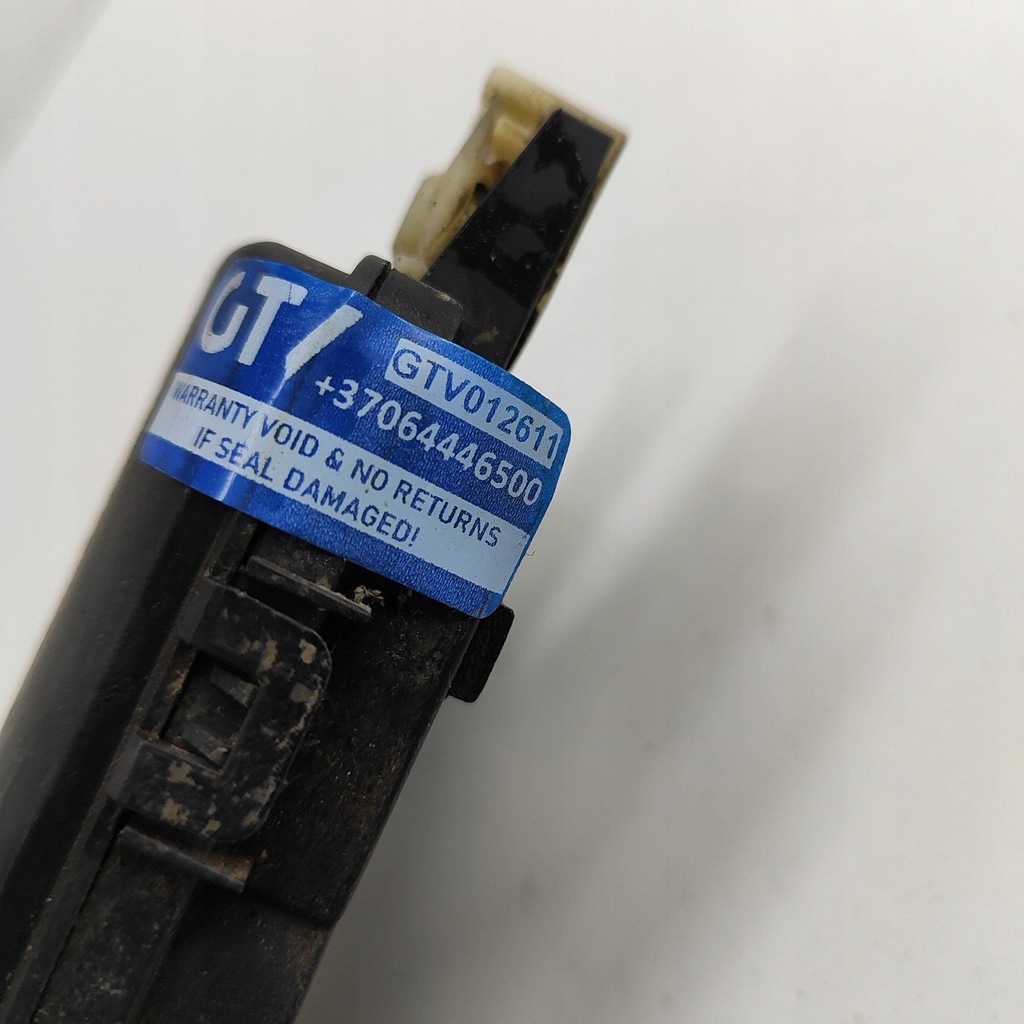 GT/
GTV012611
+37064446500
WARRANTY VOID & NO RETURNS
IF SEAL DAMAGED!